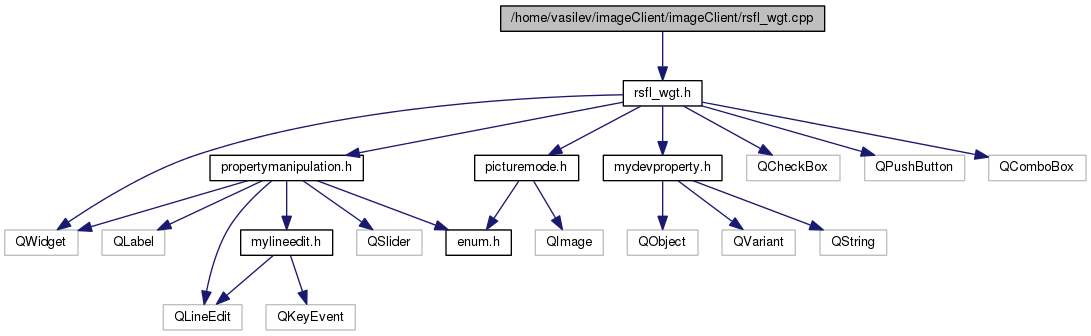 /home/vasilev/imageClient/imageClient/rsfl_wgt.cpp
rsfl_wgt.h
propertymanipulation.h
picturemode.h
mydevproperty.h
QCheckBox
QPushButton
QComboBox
QWidget
QLabel
mylineedit.h
QSlider
enum.h
QImage
QObject
QVariant
QString
QLineEdit
QKeyEvent